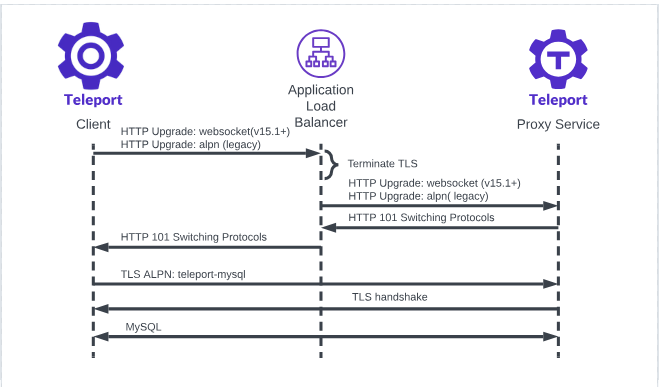 Teleport
Client
Application
Load
Balancer
Teleport
Proxy Service
HTTP Upgrade: websocket(v15.1+)
HTTP Upgrade: alpn (legacy)
Terminate TLS
HTTP Upgrade: websocket (v15.1+)
HTTP Upgrade: alpn( legacy)
HTTP 101 Switching Protocols
HTTP 101 Switching Protocols
TLS ALPN: teleport-mysql
TLS handshake
MySQL